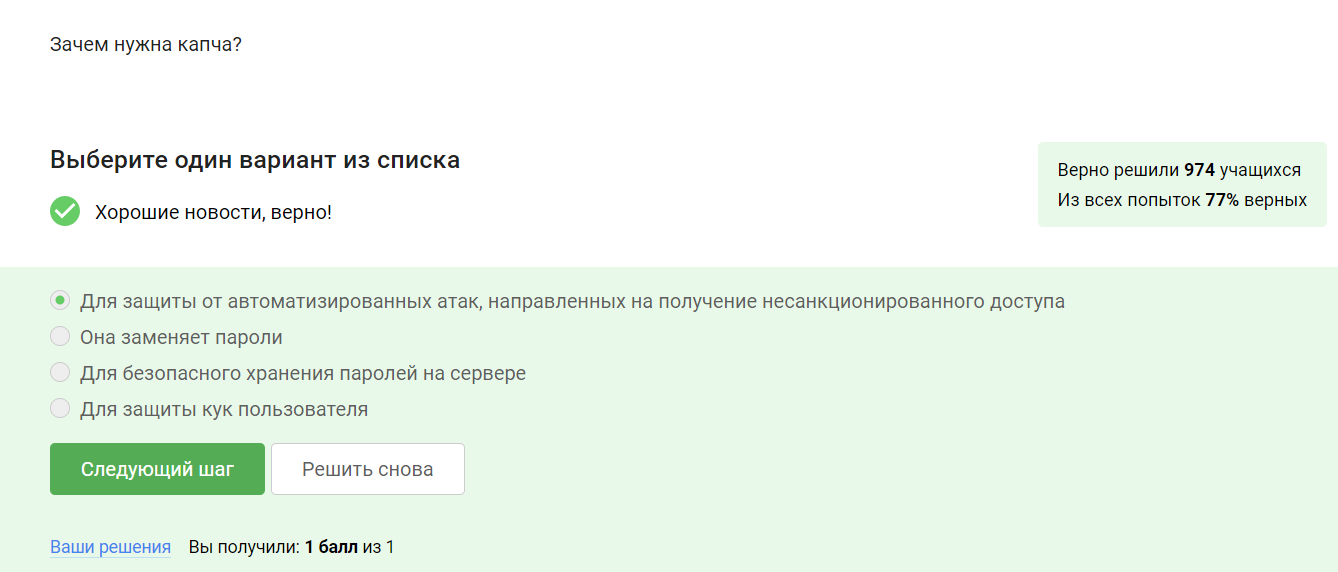 Зачем нужна капча?
Выберите один вариант из списка
Хорошие новости, верно!
Верно решили 974 учащихся
Из всех попыток 77% верных
Для защиты от автоматизированных атак, направленных на получение несанкционированного доступа
Она заменяет пароли
Для безопасного хранения паролей на сервере
Для защиты кук пользователя
Следующий шаг Решить снова
Ваши решения Вы получили: 1 балл из 1